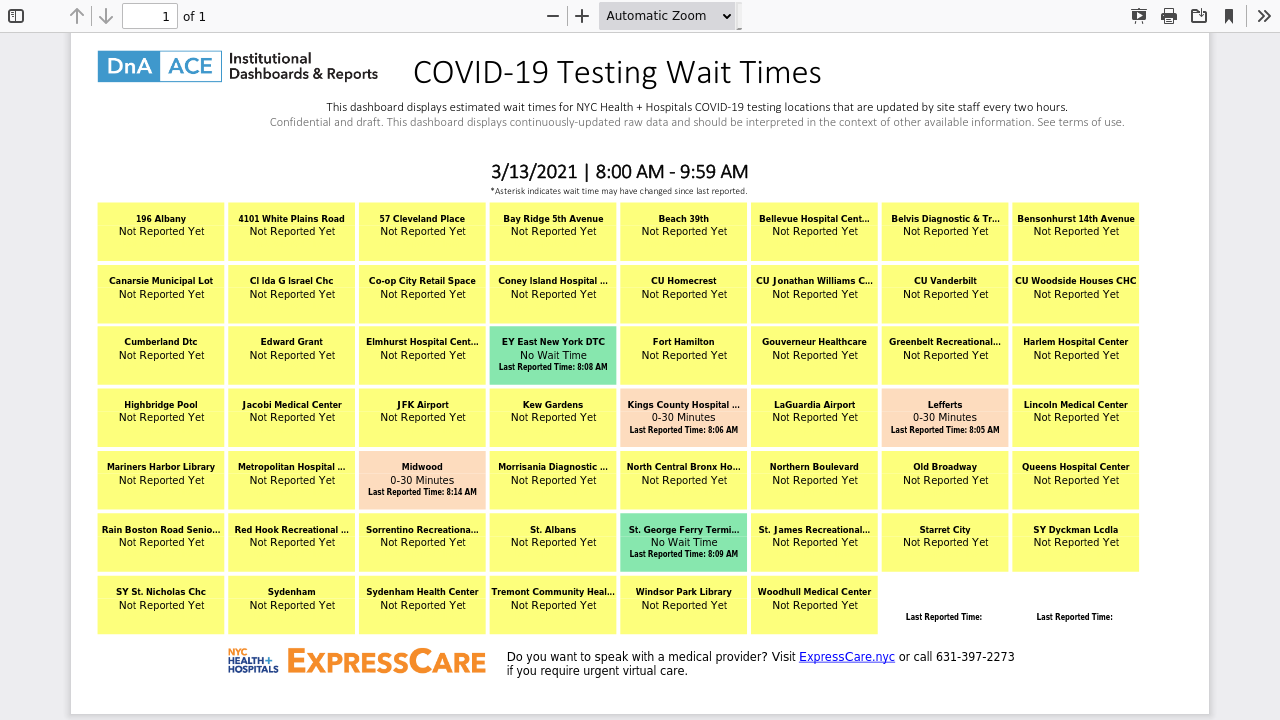 1 of 1 Automatic Zoom
DnA ACE Institutional
Dashboards & Reports
COVID-19 Testing Wait Times
This dashboard displays estimated wait times for NYC Health + Hospitals COVID-19 testing locations that are updated by site staff every two hours.
Confidential and draft. This dashboard displays continuously-updated raw data and should be interpreted in the context of other available information. See terms of use.
3/13/2021 | 8:00 AM - 9:59 AM
*Asterisk indicates wait time may have changed since last reported.
196 Albany 4101 White Plains Road 57 Cleveland Place Bay Ridge 5th Avenue Beach 39th Bellevue Hospital Cent... Belvis Diagnostic & Tr... Bensonhurst 14th Avenue
Not Reported Yet Not Reported Yet Not Reported Yet Not Reported Yet Not Reported Yet Not Reported Yet Not Reported Yet Not Reported Yet
Canarsie Municipal Lot CI Ida G Israel Chc Co-op City Retail Space Coney Island Hospital ... CU Homecrest CU Jonathan Williams C... CU Vanderbilt CU Woodside Houses CHC
Not Reported Yet Not Reported Yet Not Reported Yet Not Reported Yet Not Reported Yet Not Reported Yet Not Reported Yet Not Reported Yet
Cumberland Dtc Edward Grant Elmhurst Hospital Cent... EY East New York DTC Fort Hamilton Gouverneur Healthcare Greenbelt Recreational... Harlem Hospital Center
Not Reported Yet Not Reported Yet Not Reported Yet No Wait Time Not Reported Yet Not Reported Yet Not Reported Yet Not Reported Yet
Last Reported Time: 8:08 AM
Highbridge Pool Jacobi Medical Center JFK Airport Kew Gardens Kings County Hospital ... LaGuardia Airport Lefferts Lincoln Medical Center
Not Reported Yet Not Reported Yet Not Reported Yet Not Reported Yet 0-30 Minutes Not Reported Yet 0-30 Minutes Not Reported Yet
Last Reported Time: 8:06 AM Last Reported Time: 8:05 AM
Mariners Harbor Library Metropolitan Hospital ... Midwood Morrisania Diagnostic ... North Central Bronx Ho... Northern Boulevard Old Broadway Queens Hospital Center
Not Reported Yet Not Reported Yet 0-30 Minutes Not Reported Yet Not Reported Yet Not Reported Yet Not Reported Yet Not Reported Yet
Last Reported Time: 8:14 AM
Rain Boston Road Senio... Red Hook Recreational ... Sorrentino Recreationa... St. Albans St. George Ferry Termi... St. James Recreational... Starret City SY Dyckman Lcdla
Not Reported Yet Not Reported Yet Not Reported Yet Not Reported Yet No Wait Time Not Reported Yet Not Reported Yet Not Reported Yet
Last Reported Time: 8:09 AM
SY St. Nicholas Chc Sydenham Sydenham Health Center Tremont Community Heal... Windsor Park Library Woodhull Medical Center
Not Reported Yet Not Reported Yet Not Reported Yet Not Reported Yet Not Reported Yet Not Reported Yet
Last Reported Time: Last Reported Time:
NYC
HEALTH+
HOSPITALS
EXPRESSCARE
Do you want to speak with a medical provider? Visit ExpressCare.nyc or call 631-397-2273
if you require urgent virtual care.